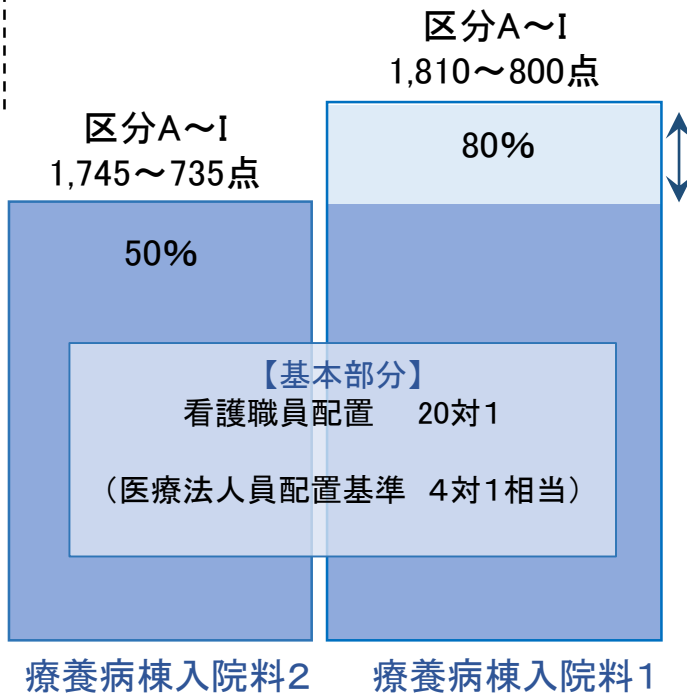 区分A～I
1,810～800点
区分A～I
1,745～735点
80%
50%
【基本部分】
看護職員配置　20対1
（医療法人員配置基準　４対１相当）
療養病棟入院料２
療養病棟入院料１